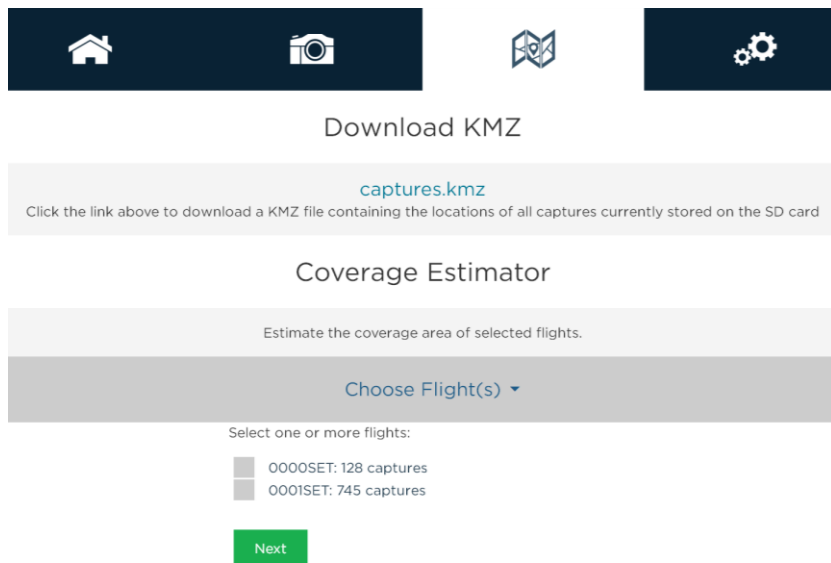 Download KMZ
captures.kmz
Click the link above to download a KMZ file containing the locations of all captures currently stored on the SD card
Coverage Estimator
Estimate the coverage area of selected flights.
Choose Flight(s)
Select one or more flights:
0000SET: 128 captures
0001SET: 745 captures
Next